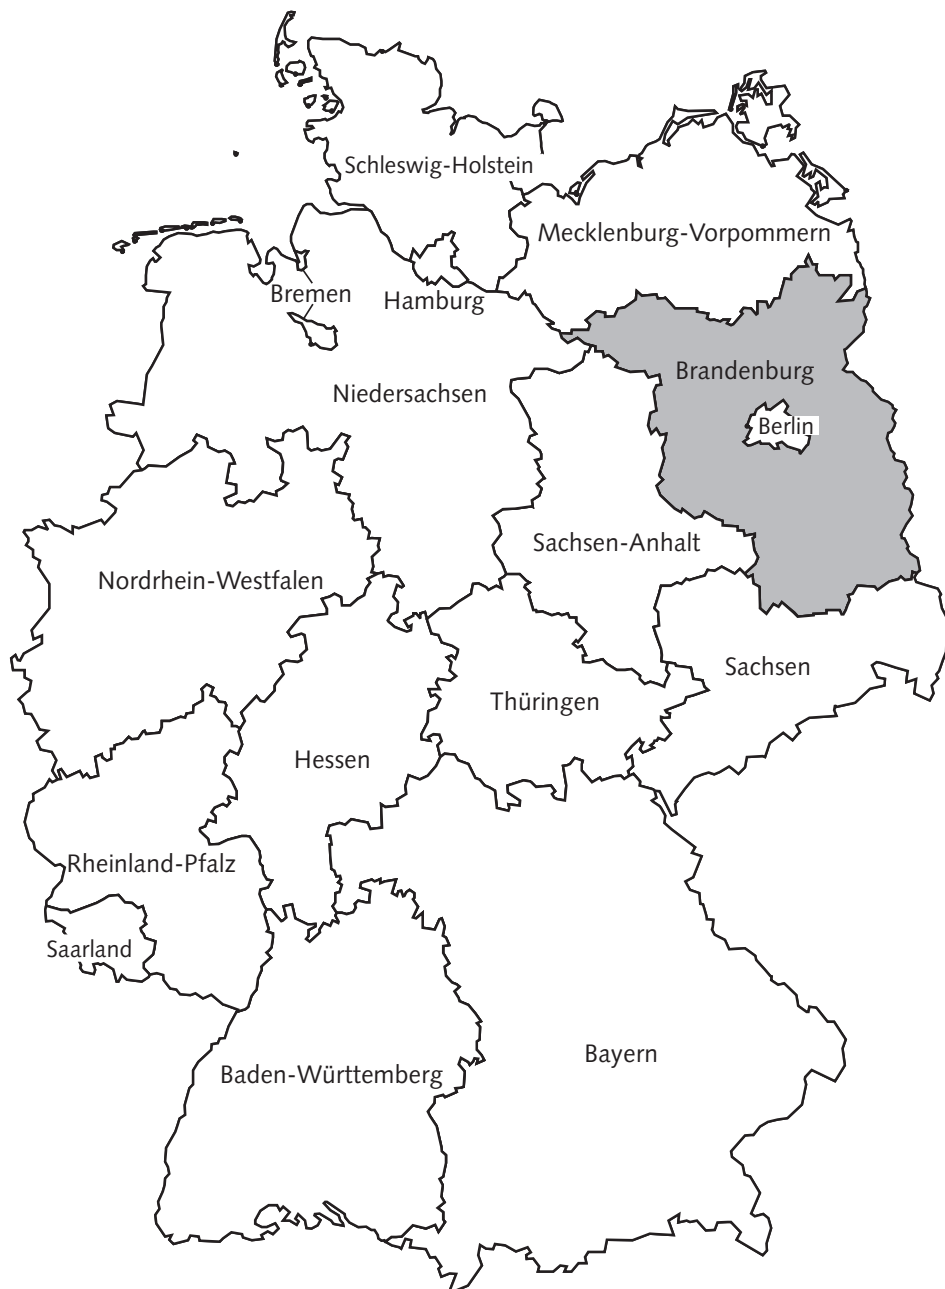 Schleswig-Holstein
Mecklenburg-Vorpommern
Bremen
Hamburg
Brandenburg
Niedersachsen
Berlin
Sachsen-Anhalt
Nordrhein-Westfalen
Sachsen
Thüringen
Hessen
Rheinland-Pfalz
Saarland
Bayern
Baden-Württemberg